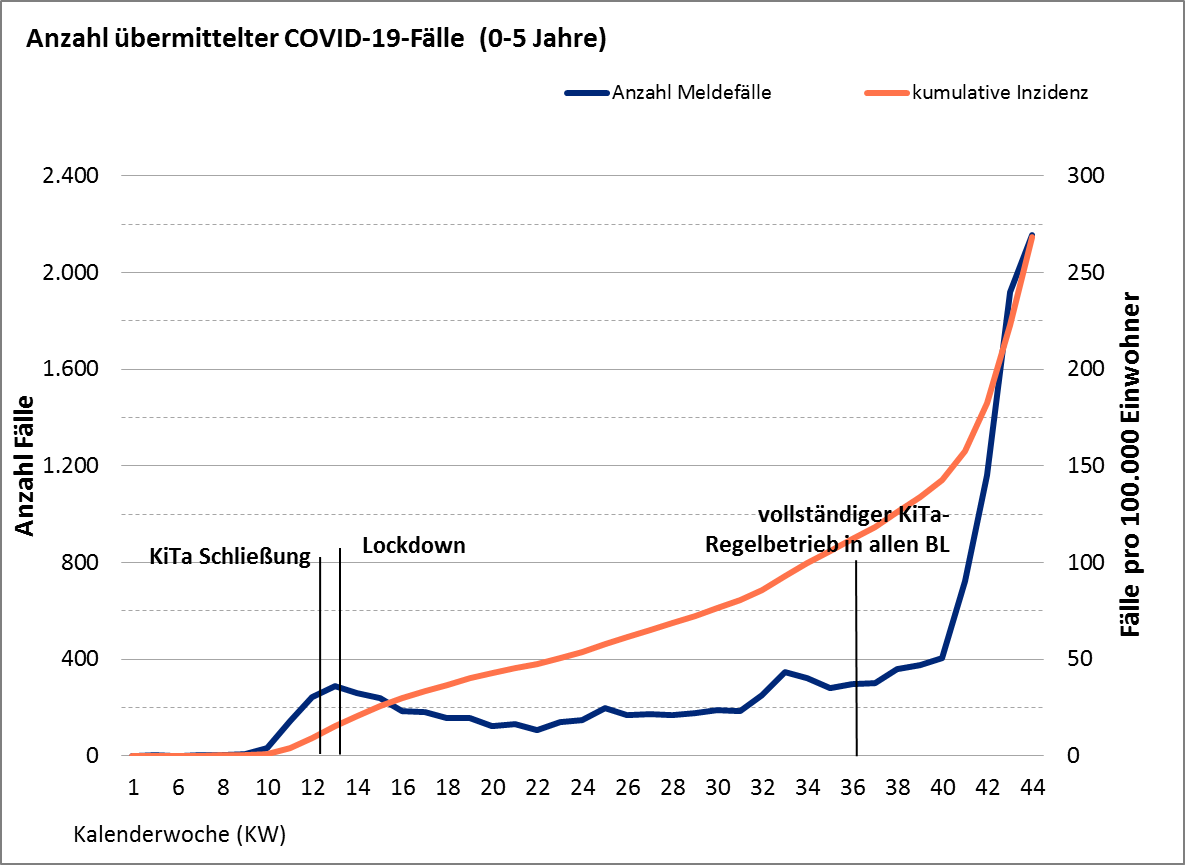 Anzahl übermittelter COVID-19-Fälle (0-5 Jahre)
Anzahl Meldefälle
kumulative Inzidenz
2.400
2.000
1.600
1.200
800
400
0
300
250
200
150
100
50
0
Anzahl Fälle
Fälle pro 100.000 Einwohner
KiTa Schließung
Lockdown
vollständiger KiTa-
Regelbetrieb in allen BL
1 6 8 10 12 14 16 18 20 22 24 26 28 30 32 34 36 38 40 42 44
Kalenderwoche (KW)